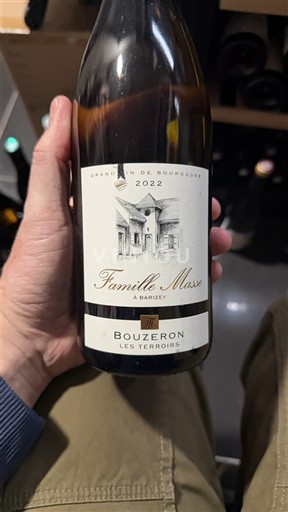 GRAND VIN DE BOURGOGNE
2022
Famille Masse
À BARIZEY
BOUZERON
LES TERROIRS